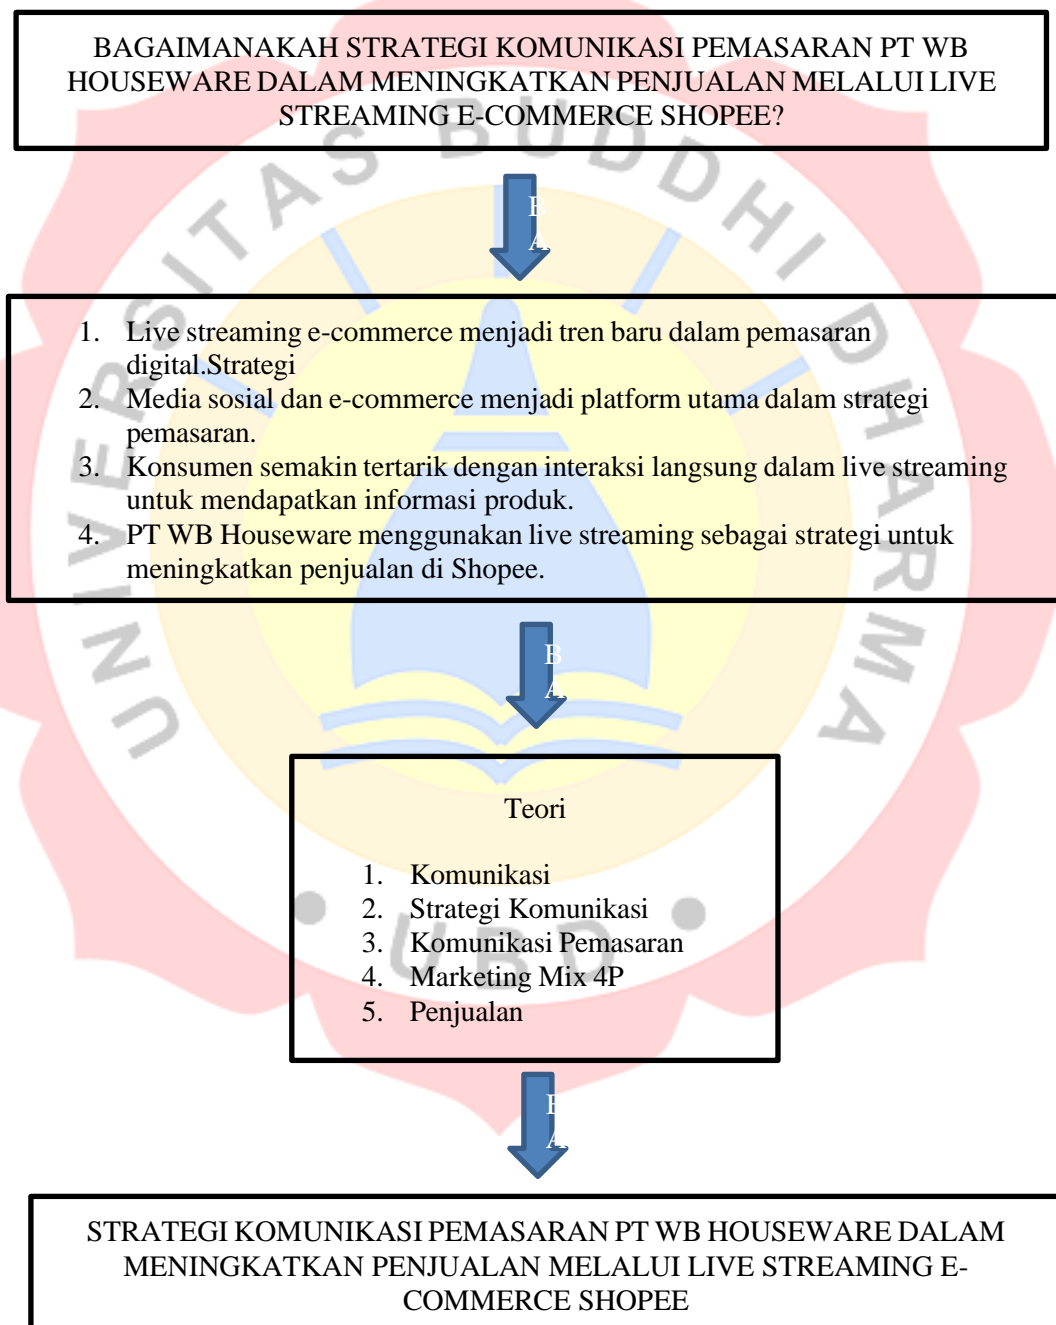 BAGAIMANAKAH STRATEGI KOMUNIKASI PEMASARAN PT WB
HOUSEWARE DALAM MENINGKATKAN PENJUALAN MELALUI LIVE
STREAMING E-COMMERCE SHOPEE?
B
A
1. Live streaming e-commerce menjadi tren baru dalam pemasaran
digital.Strategi
2. Media sosial dan e-commerce menjadi platform utama dalam strategi
pemasaran.
3. Konsumen semakin tertarik dengan interaksi langsung dalam live streaming
untuk mendapatkan informasi produk.
4. PT WB Houseware menggunakan live streaming sebagai strategi untuk
meningkatkan penjualan di Shopee.
B
A
Teori
1. Komunikasi
2. Strategi Komunikasi
3. Komunikasi Pemasaran
4. Marketing Mix 4P
5. Penjualan
B
A
STRATEGI KOMUNIKASI PEMASARAN PT WB HOUSEWARE DALAM
MENINGKATKAN PENJUALAN MELALUI LIVE STREAMING E-
COMMERCE SHOPEE
UNIVERSITAS BUDDHI DHARMA
UBD